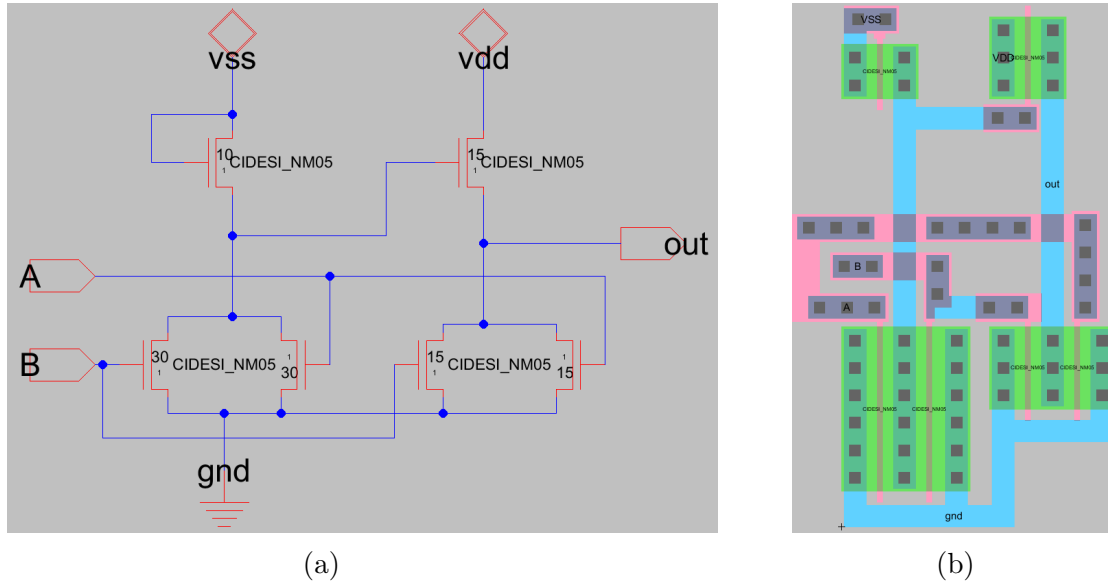 vss
vdd
10
1
CIDESI_NM05
15
1
CIDESI_NM05
out
A
B
30
1
CIDESI_NM05
1
30
15
1
CIDESI_NM05
1
15
gnd
(a)
VSS
CIDESI_NM05
VDD
CIDESI_NM05
out
B
A
CIDESI_NM05
CIDESI_NM05
CIDESI_NM05
CIDESI_NM05
gnd
(b)